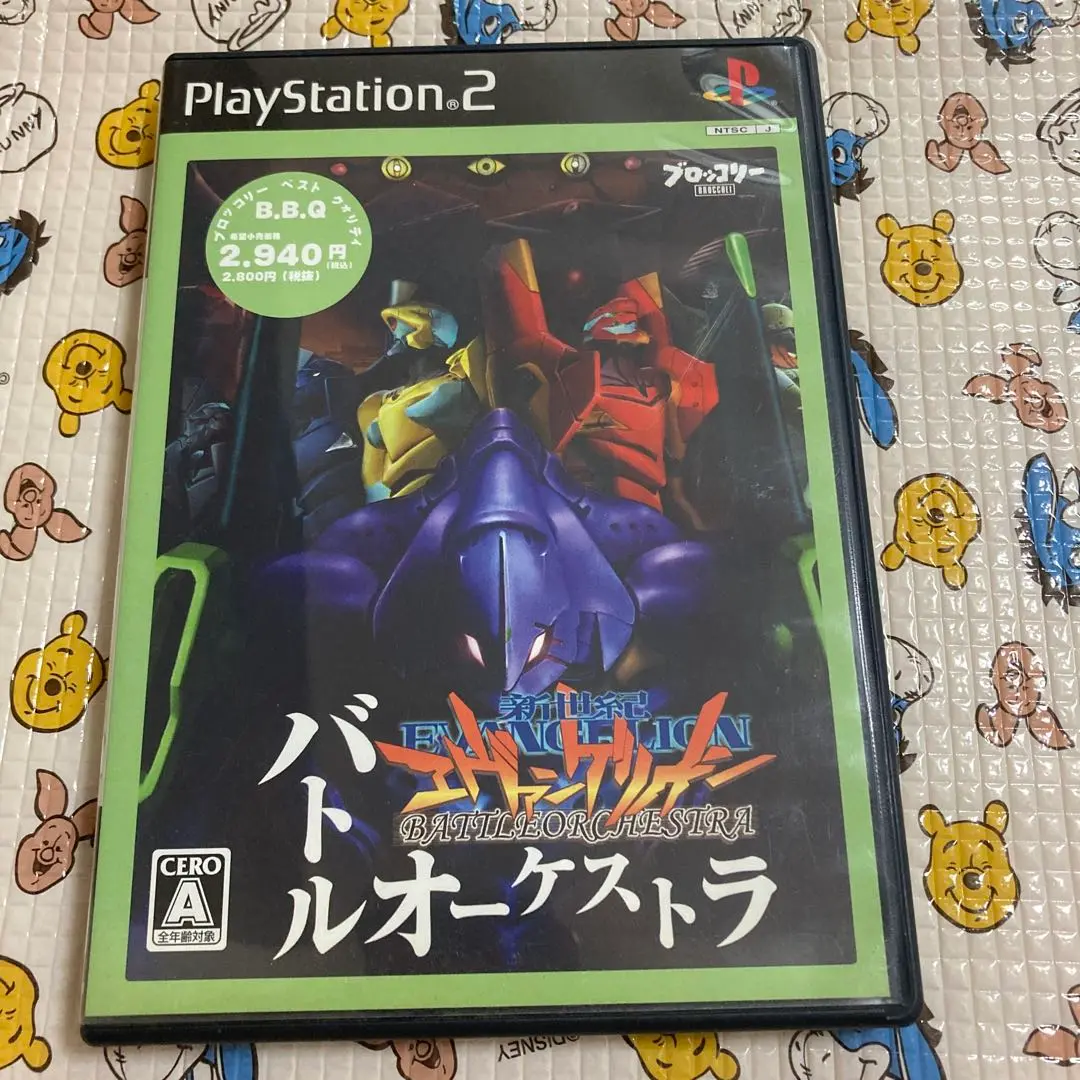 PlayStation®2
NTSC J
ブロッコリー
BROCCOLI
ブロッコリー ベスト クオリティ
B.B.Q
希望小売価格
2.940円
(税込)
2.800円(税抜)
新世紀
EVANGELION
エヴァンゲリオン
BATTLEORCHESTRA
バトルオーケストラ
CERO
A
全年齢対象
©DISNEY